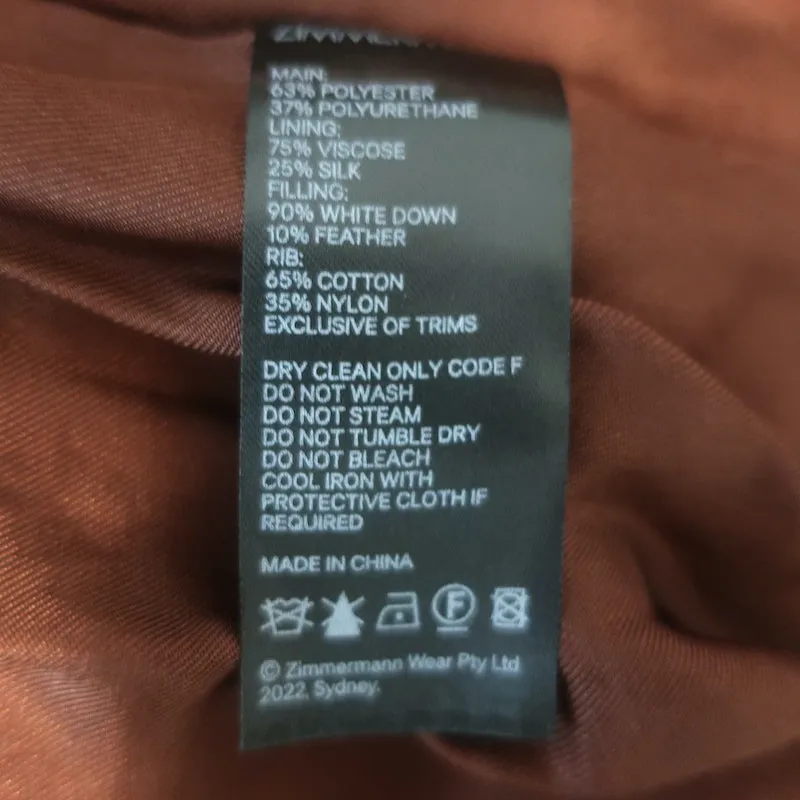 ZIMMERMANN
MAIN:
63% POLYESTER
37% POLYURETHANE
LINING:
75% VISCOSE
25% SILK
FILLING:
90% WHITE DOWN
10% FEATHER
RIB:
65% COTTON
35% NYLON
EXCLUSIVE OF TRIMS
DRY CLEAN ONLY CODE F
DO NOT WASH
DO NOT STEAM
DO NOT TUMBLE DRY
DO NOT BLEACH
COOL IRON WITH
PROTECTIVE CLOTH IF
REQUIRED
MADE IN CHINA
F
© Zimmermann Wear Pty Ltd
2022, Sydney.